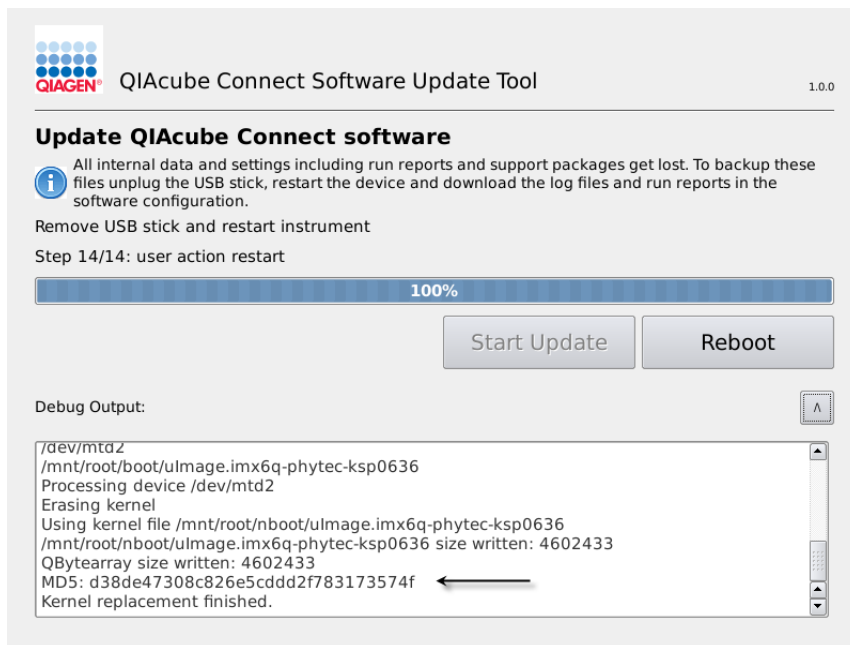 QIAGEN®
QIAcube Connect Software Update Tool
1.0.0
Update QIAcube Connect software
All internal data and settings including run reports and support packages get lost. To backup these
files unplug the USB stick, restart the device and download the log files and run reports in the
software configuration.
Remove USB stick and restart instrument
Step 14/14: user action restart
100%
Start Update
Reboot
Debug Output:
/dev/mtd2
/mnt/root/boot/uImage.imx6q-phytec-ksp0636
Processing device /dev/mtd2
Erasing kernel
Using kernel file /mnt/root/nboot/uImage.imx6q-phytec-ksp0636
/mnt/root/nboot/uImage.imx6q-phytec-ksp0636 size written: 4602433
QBytearray size written: 4602433
MD5: d38de47308c826e5cddd2f783173574f
Kernel replacement finished.